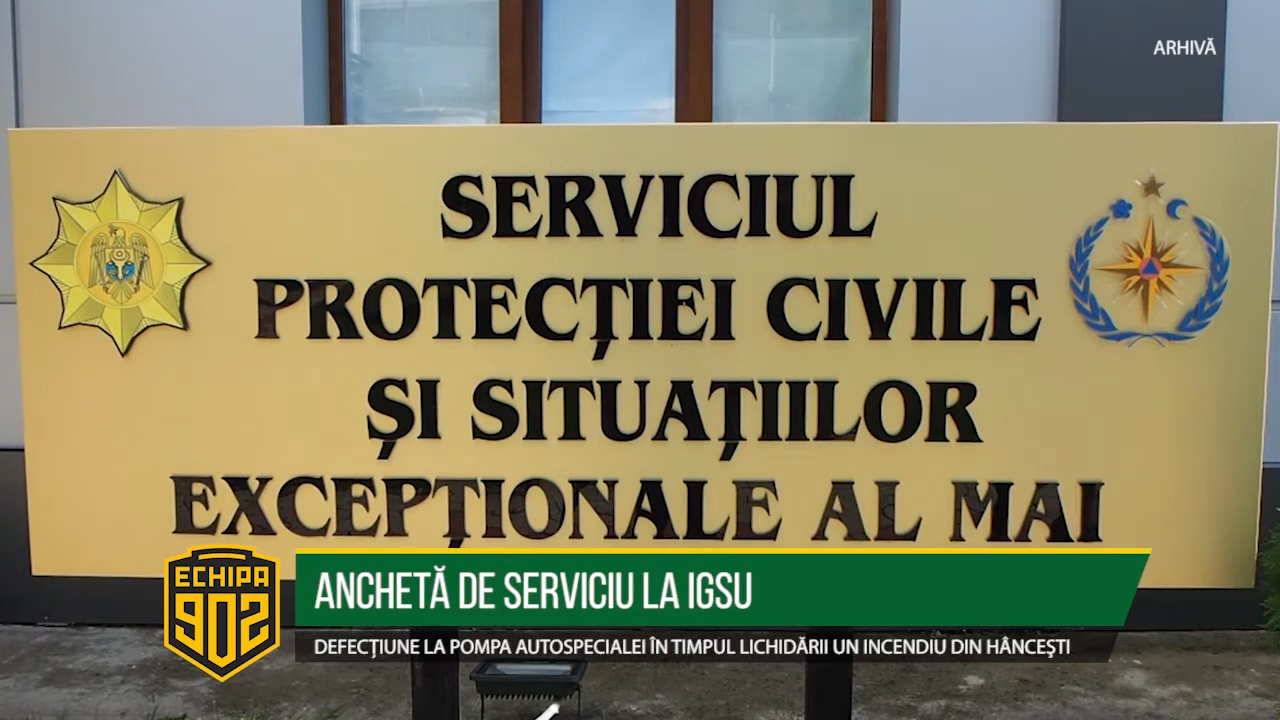 ARHIVĂ
SERVICIUL
PROTECȚIEI CIVILE
ȘI SITUAȚIILOR
EXCEPȚIONALE AL MAI
ECHIPA
902
ANCHETĂ DE SERVICIU LA IGSU
DEFECȚIUNE LA POMPA AUTOSPECIALEI ÎN TIMPUL LICHIDĂRII UN INCENDIU DIN HÂNCEȘTI